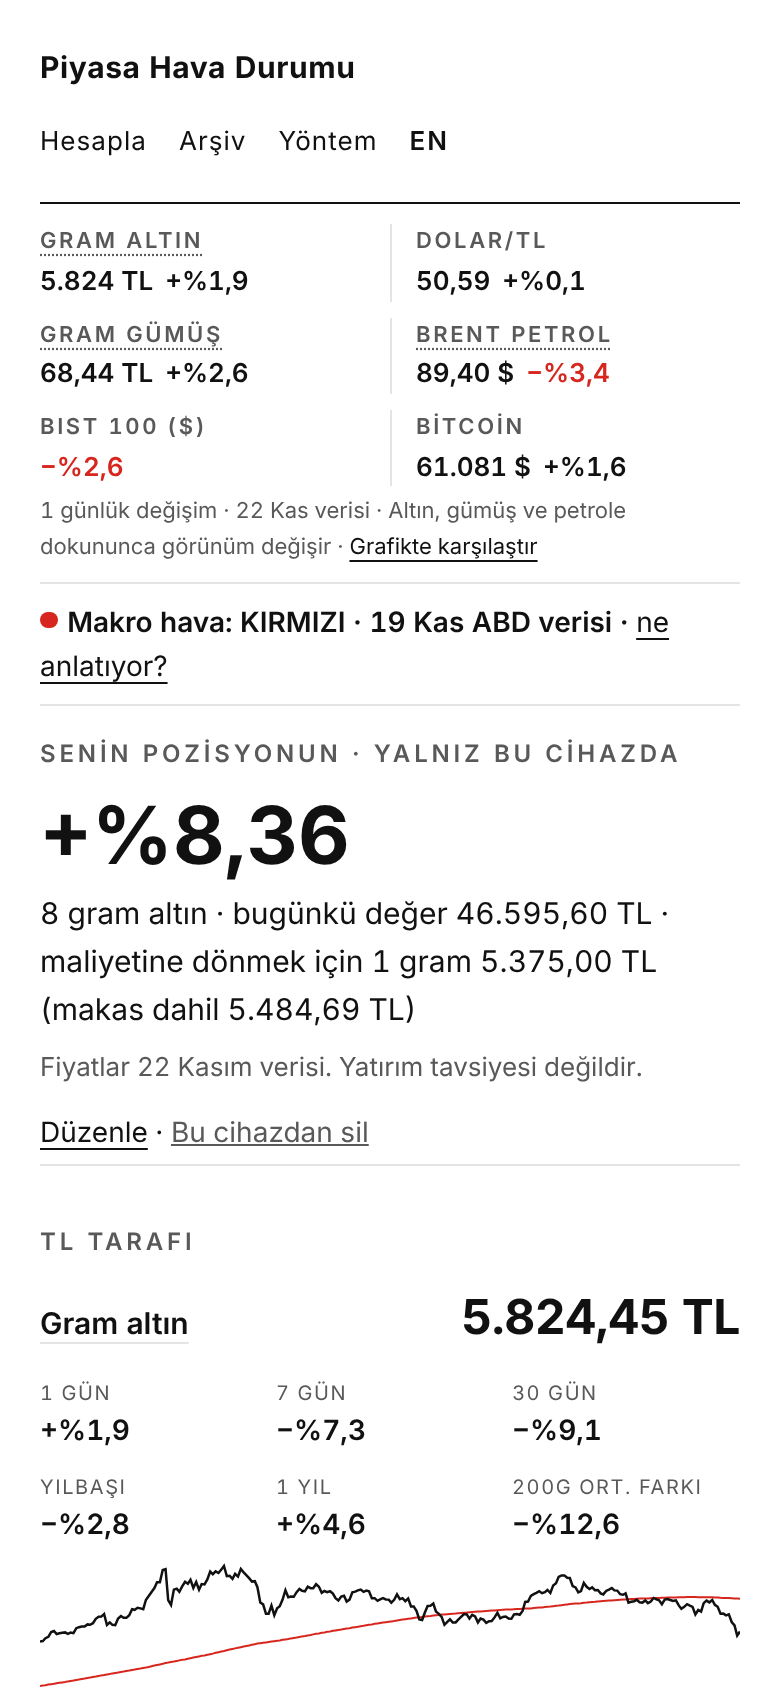 Piyasa Hava Durumu
Hesapla Arşiv Yöntem EN
GRAM ALTIN
5.824 TL +%1,9
DOLAR/TL
50,59 +%0,1
GRAM GÜMÜŞ
68,44 TL +%2,6
BRENT PETROL
89,40 $ −%3,4
BIST 100 ($)
−%2,6
BİTCOİN
61.081 $ +%1,6
1 günlük değişim · 22 Kas verisi · Altın, gümüş ve petrole
dokununca görünüm değişir · Grafikte karşılaştır
Makro hava: KIRMIZI · 19 Kas ABD verisi · ne
anlatıyor?
SENİN POZİSYONUN · YALNIZ BU CİHAZDA
+%8,36
8 gram altın · bugünkü değer 46.595,60 TL ·
maliyetine dönmek için 1 gram 5.375,00 TL
(makas dahil 5.484,69 TL)
Fiyatlar 22 Kasım verisi. Yatırım tavsiyesi değildir.
Düzenle · Bu cihazdan sil
TL TARAFI
Gram altın 5.824,45 TL
1 GÜN
+%1,9
7 GÜN
−%7,3
30 GÜN
−%9,1
YILBAŞI
−%2,8
1 YIL
+%4,6
200G ORT. FARKI
−%12,6